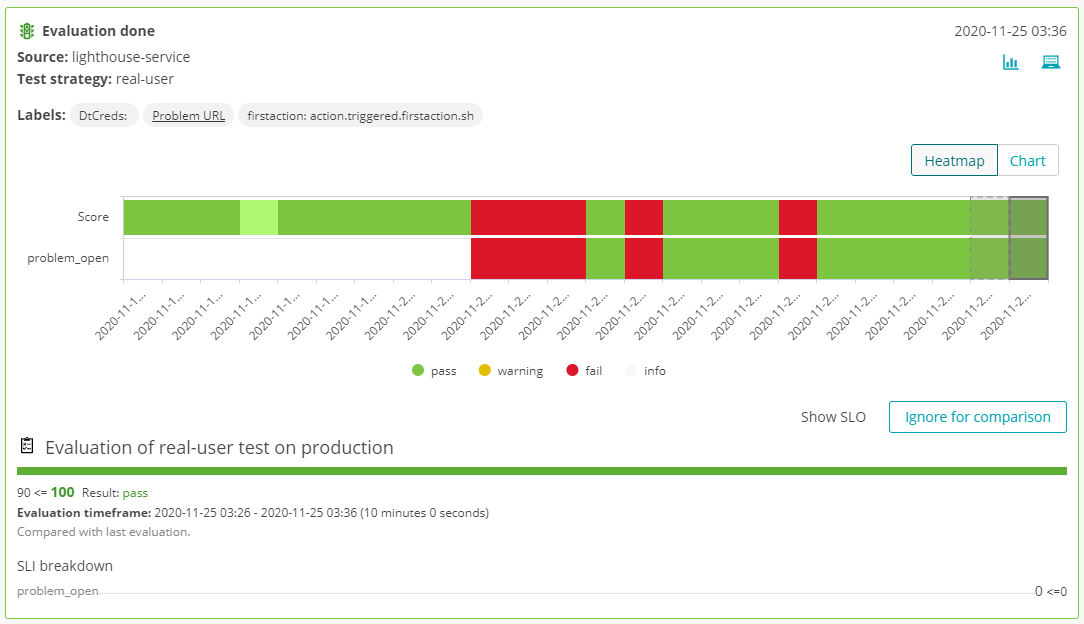 Evaluation done
2020-11-25 03:36
Source: lighthouse-service
Test strategy: real-user
Labels: DtCreds: Problem URL firstaction: action.triggered.firstaction.sh
Heatmap Chart
Score
problem_open
2020-11-1... 2020-11-1... 2020-11-1... 2020-11-1... 2020-11-1... 2020-11-1... 2020-11-1... 2020-11-2... 2020-11-2... 2020-11-2... 2020-11-2... 2020-11-2... 2020-11-2... 2020-11-2... 2020-11-2... 2020-11-2... 2020-11-2... 2020-11-2... 2020-11-2... 2020-11-2... 2020-11-2... 2020-11-2... 2020-11-2... 2020-11-2...
pass warning fail info
Show SLO Ignore for comparison
Evaluation of real-user test on production
90 <= 100 Result: pass
Evaluation timeframe: 2020-11-25 03:26 - 2020-11-25 03:36 (10 minutes 0 seconds)
Compared with last evaluation.
SLI breakdown
problem_open 0 <=0